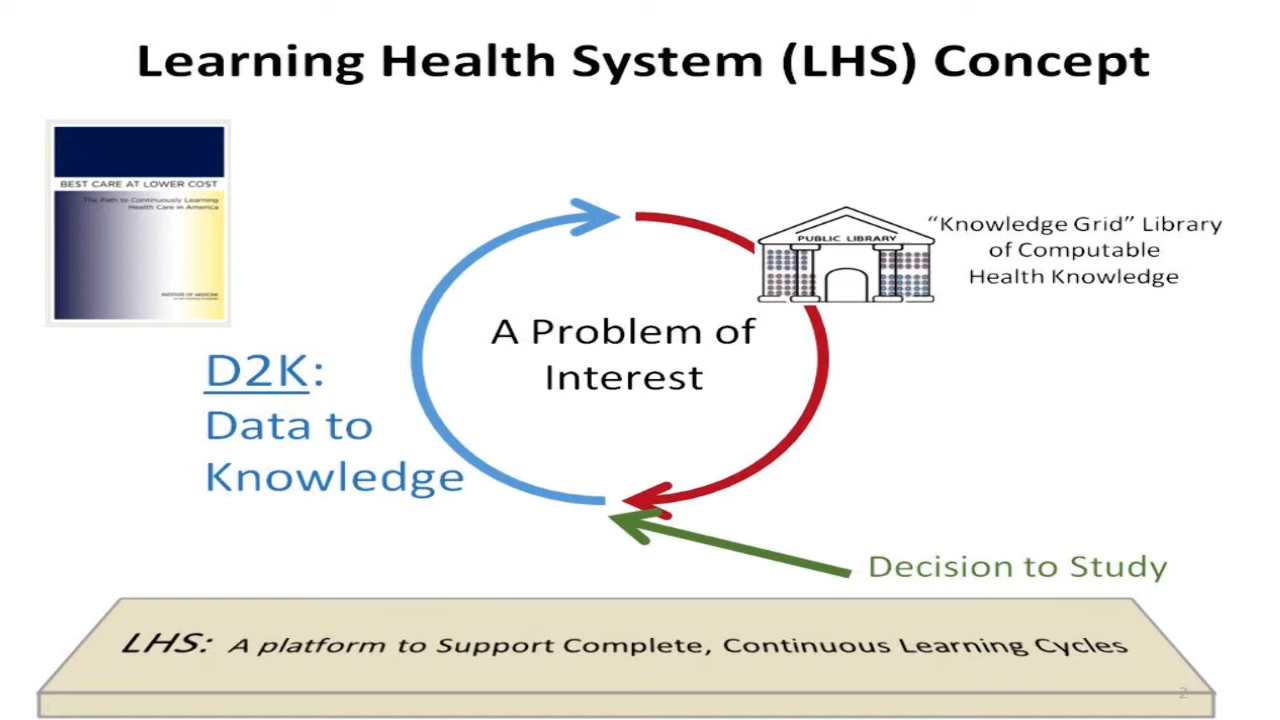 Learning Health System (LHS) Concept
BEST CARE AT LOWER COST
The Path to Continuously Learning
Health Care in America
INSTITUTE OF MEDICINE
PUBLIC LIBRARY
“Knowledge Grid” Library
of Computable
Health Knowledge
A Problem of
Interest
D2K:
Data to
Knowledge
Decision to Study
LHS: A platform to Support Complete, Continuous Learning Cycles
2